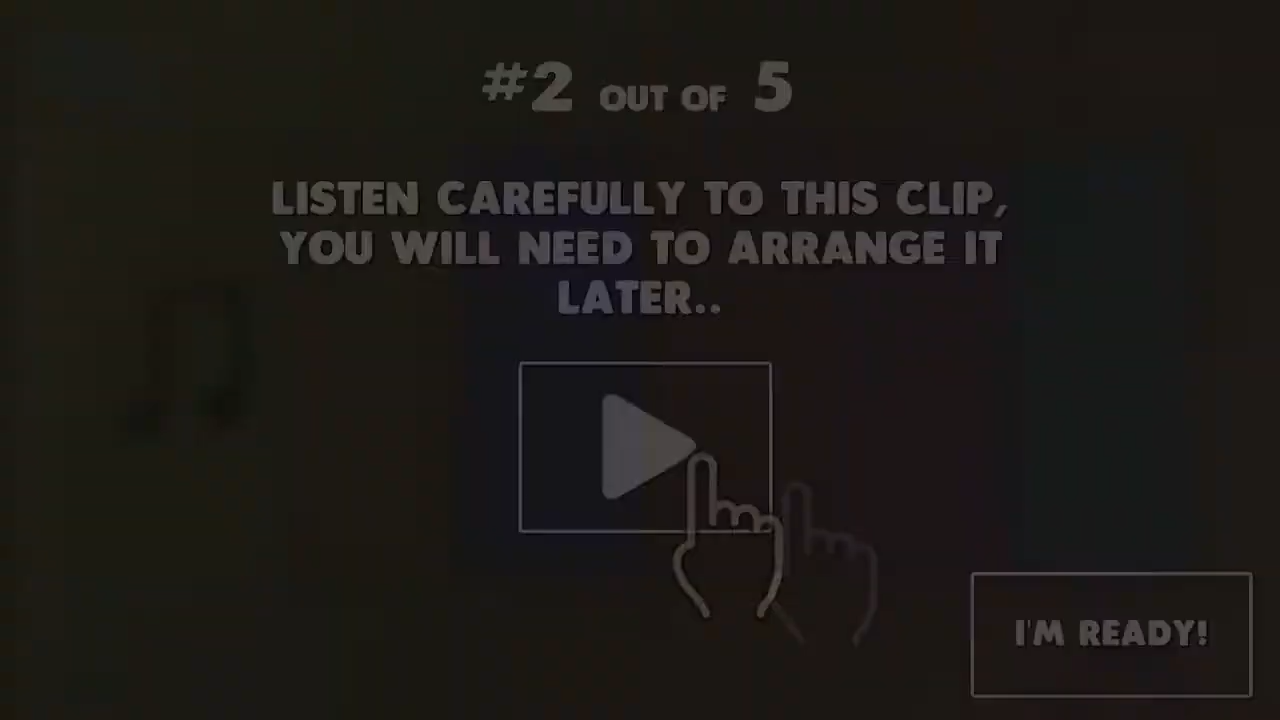 #2 OUT OF 5
LISTEN CAREFULLY TO THIS CLIP,
YOU WILL NEED TO ARRANGE IT
LATER..
I'M READY!